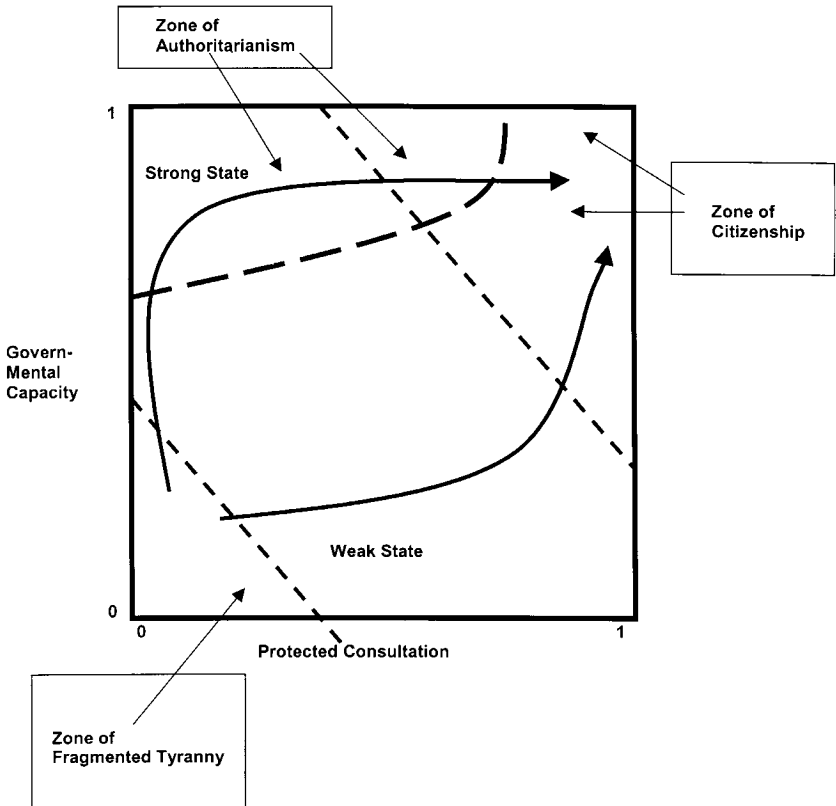 Zone of
Authoritarianism
1
Strong State
Zone of
Citizenship
Govern-
Mental
Capacity
Weak State
0
0
1
Protected Consultation
Zone of
Fragmented Tyranny